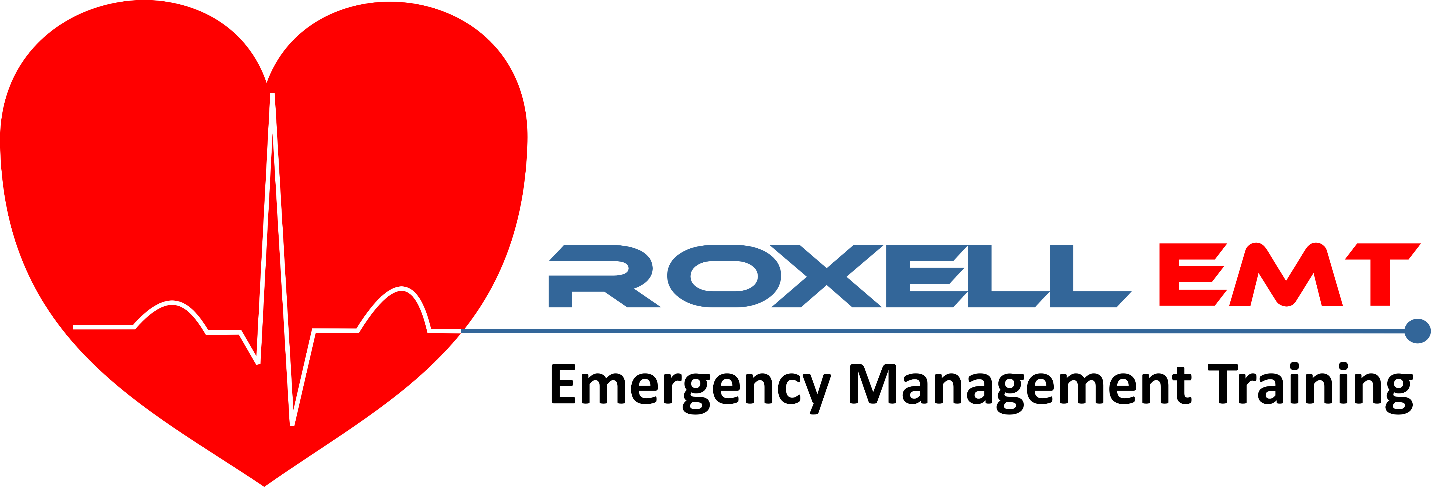 ROXELL EMT
Emergency Management Training